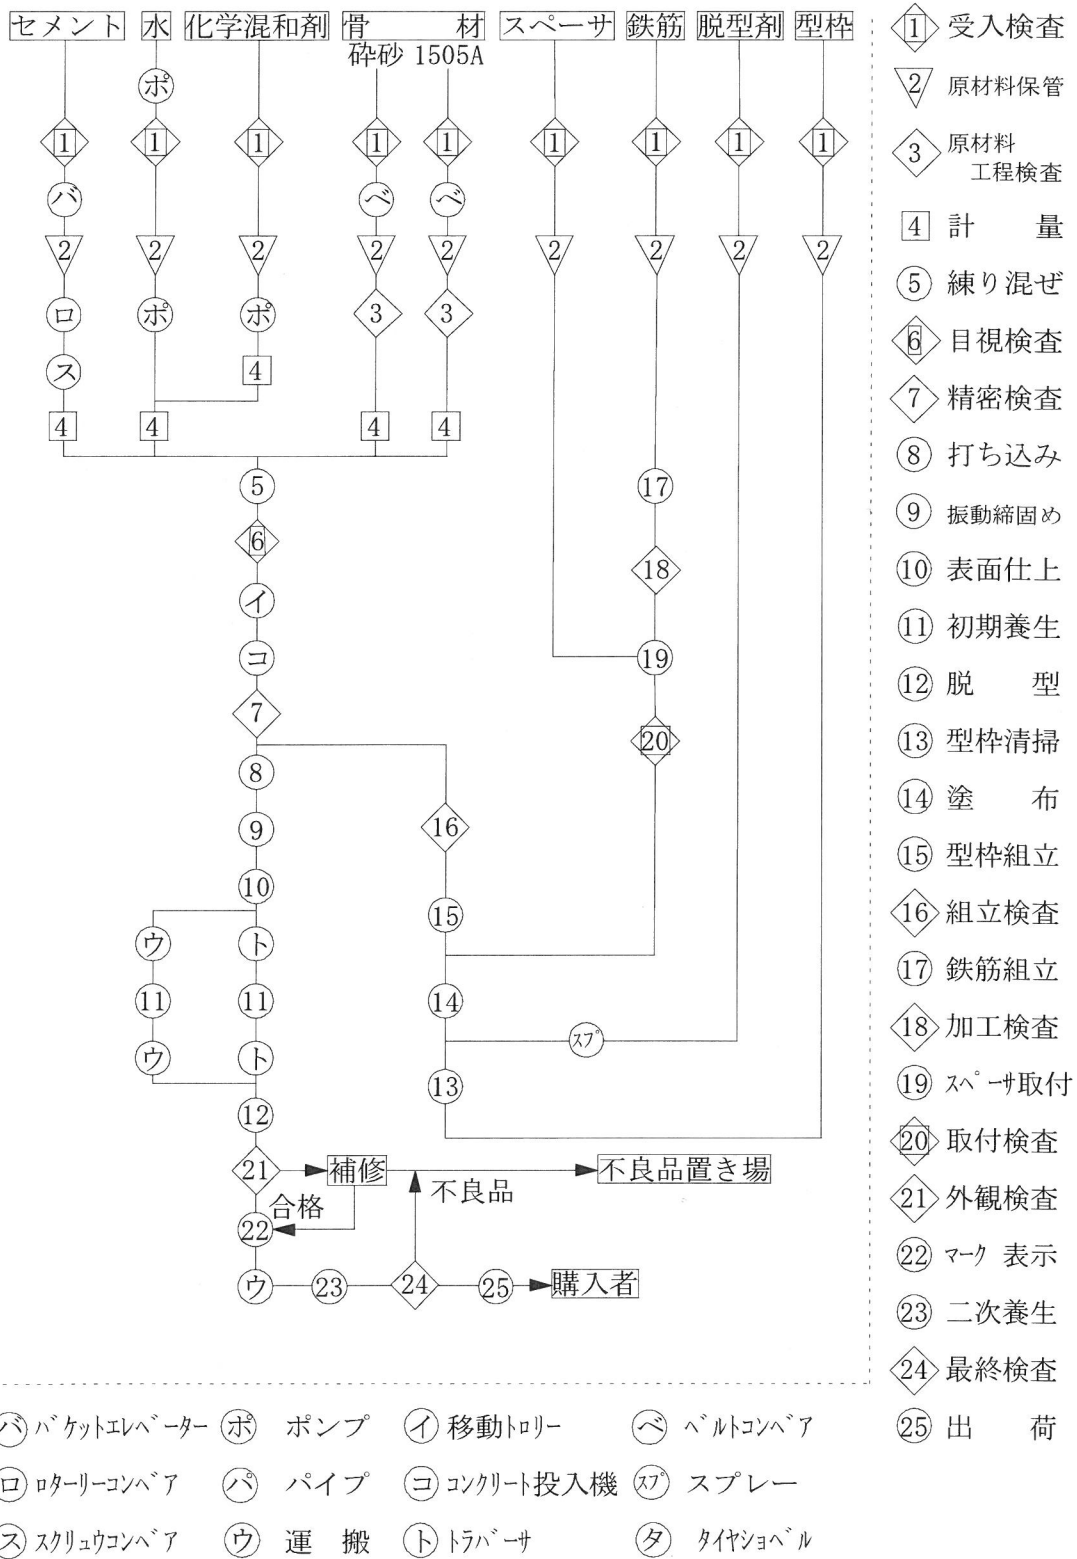 セメント 水 化学混和剤 骨 材 スペーサ 鉄筋 脱型剤 型枠
砕砂 1505A
ポ
1 1 1 1 1 1 1 1 1
バ ベ ベ
2 2 2 2 2 2 2 2 2
ロ ポ ポ 3 3
ス 4
4 4 4 4
5 17
6
18
イ
コ 19
7
20
8
16
9
10
15
ウ ト
11 11 14
ウ ト
スプ
13
12
21 補修 不良品置き場
不良品
合格
22
ウ 23 24 25 購入者
1 受入検査
2 原材料保管
3 原材料
工程検査
4 計 量
5 練り混ぜ
6 目視検査
7 精密検査
8 打ち込み
9 振動締固め
10 表面仕上
11 初期養生
12 脱 型
13 型枠清掃
14 塗 布
15 型枠組立
16 組立検査
17 鉄筋組立
18 加工検査
19 ｽﾍﾟｰｻ取付
20 取付検査
21 外観検査
22 ﾏｰｸ 表示
23 二次養生
24 最終検査
25 出 荷
バ ﾊﾞｹｯﾄｴﾚﾍﾞｰﾀｰ ポ ポンプ イ 移動ﾄﾛﾘｰ ベ ﾍﾞﾙﾄｺﾝﾍﾞｱ
ロ ﾛﾀｰﾘｰｺﾝﾍﾞｱ パ パイプ コ ｺﾝｸﾘｰﾄ投入機 スプ スプレー
ス ｽｸﾘｭｳｺﾝﾍﾞｱ ウ 運 搬 ト ﾄﾗﾊﾞｰｻ タ ﾀｲﾔｼｮﾍﾞﾙ